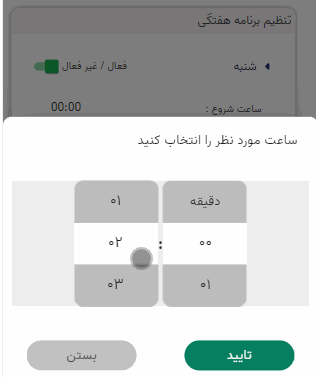 تنظیم برنامه هفتگی
شنبه
فعال / غیر فعال
ساعت شروع :
00:00
ساعت مورد نظر را انتخاب کنید
۰۱ دقیقه
۰۲ : ۰۰
۰۳ ۰۱
تایید
بستن